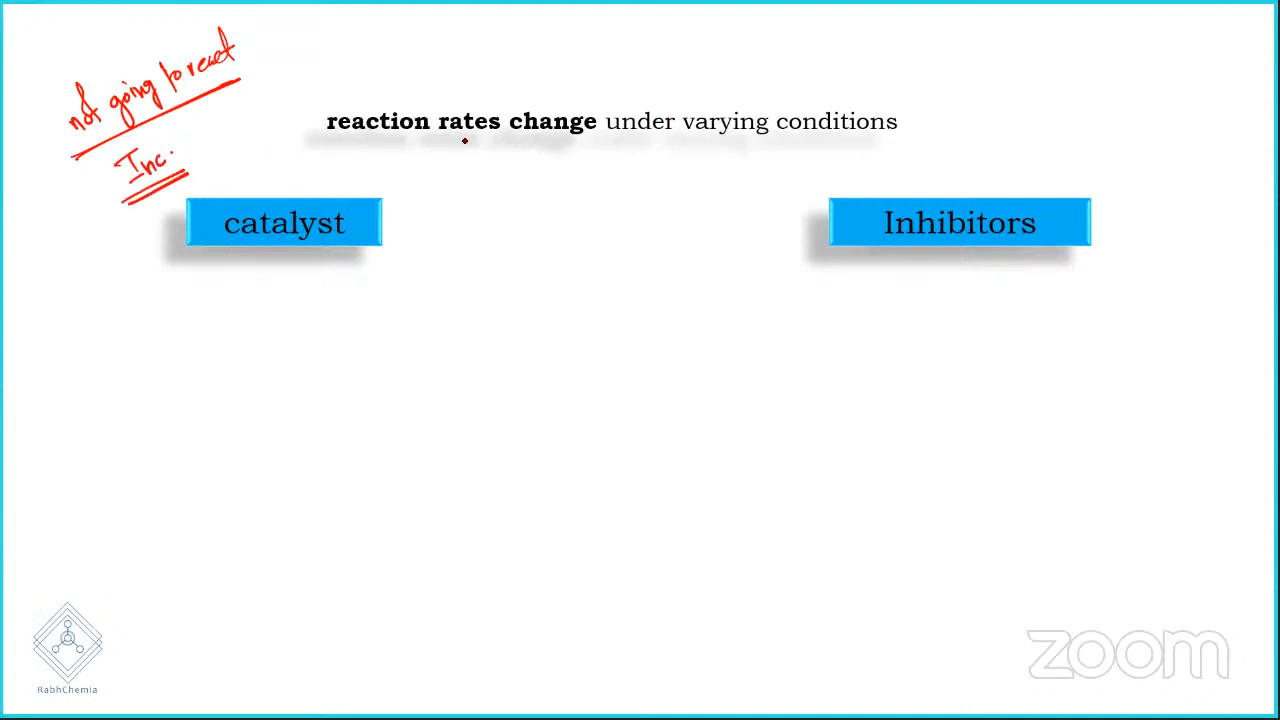 not going to react
Inc.
reaction rates change under varying conditions
catalyst
Inhibitors
RabhChemia
zoom